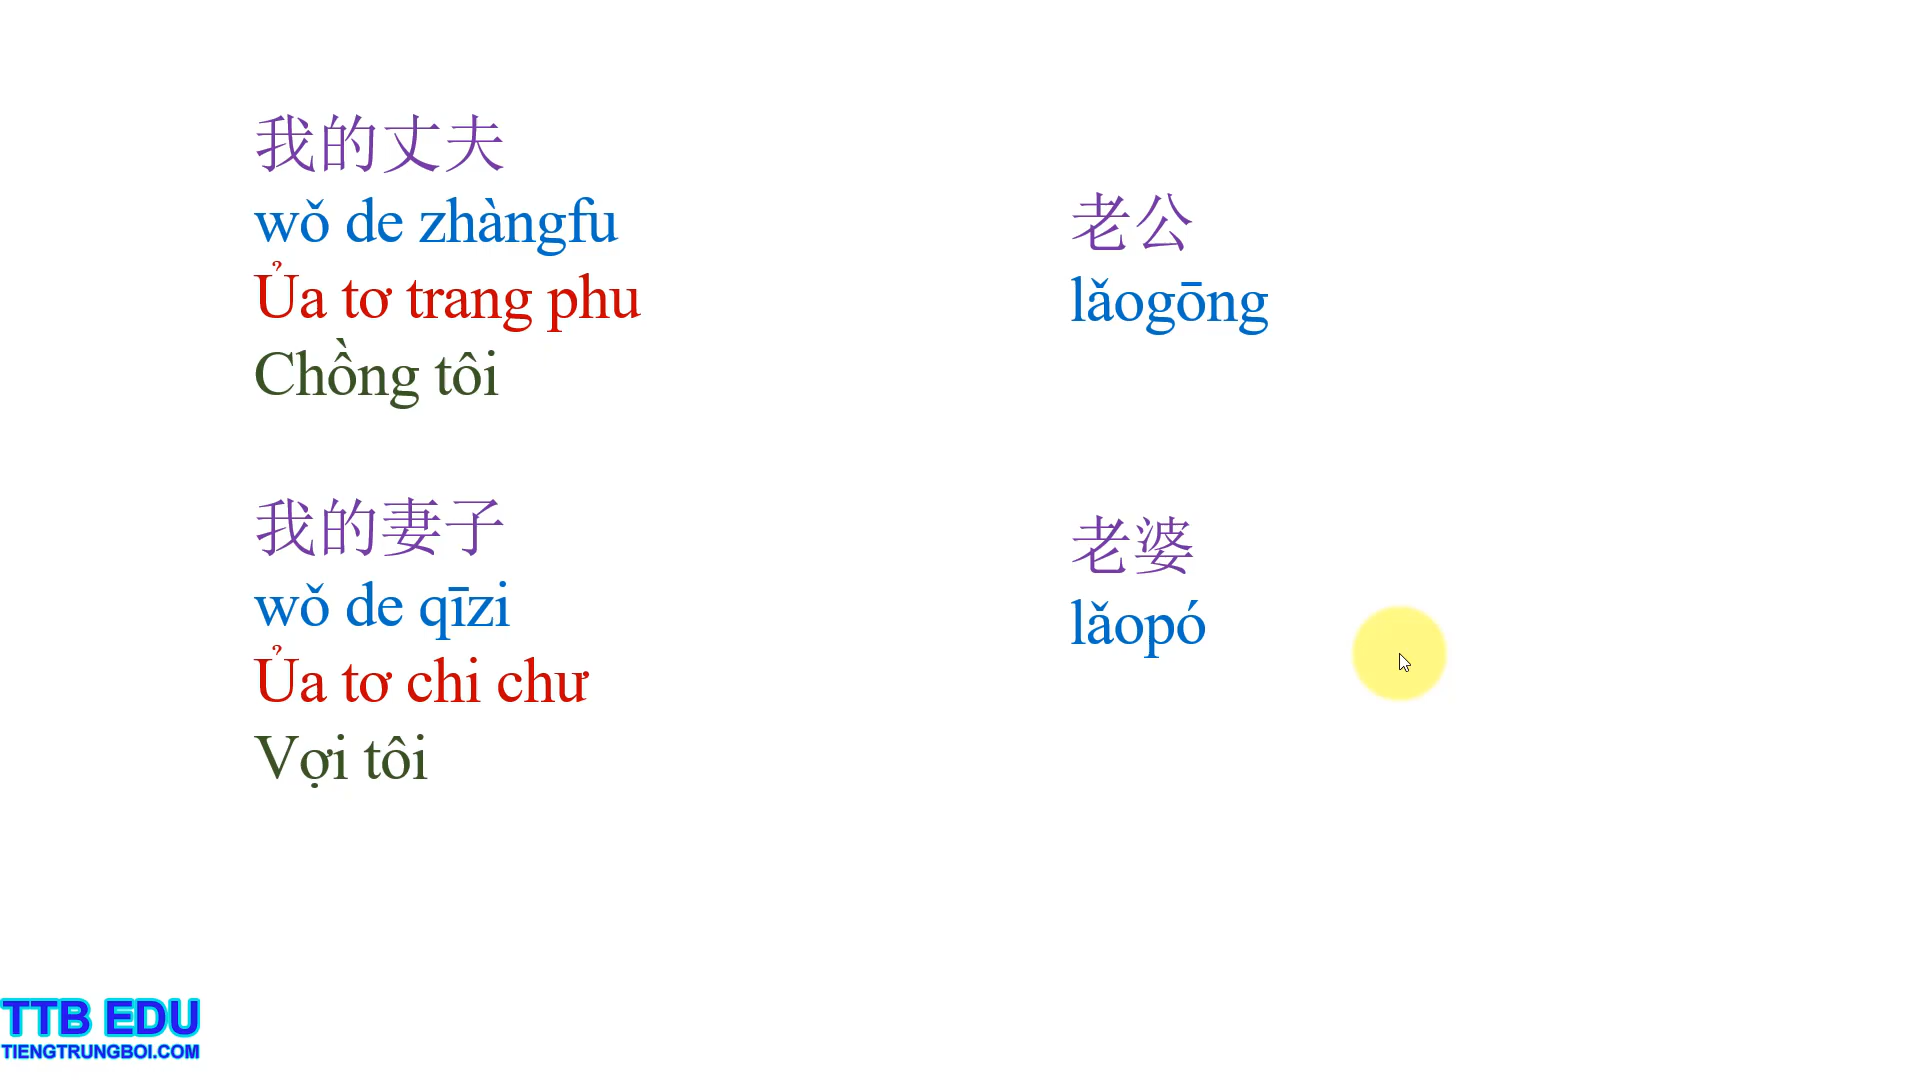 我的丈夫
wǒ de zhàngfu
Ủa tơ trang phu
Chồng tôi
我的妻子
wǒ de qīzi
Ủa tơ chi chư
Vợi tôi
老公
lǎogōng
老婆
lǎopó
TTB EDU
TIENGTRUNGBOI.COM